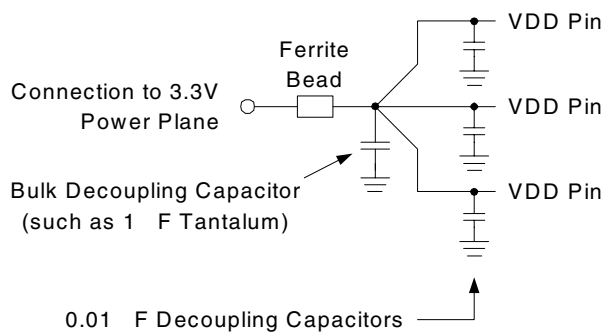 Ferrite
Bead
Connection to 3.3V
Power Plane
VDD Pin
VDD Pin
VDD Pin
Bulk Decoupling Capacitor
(such as 1 F Tantalum)
0.01 F Decoupling Capacitors